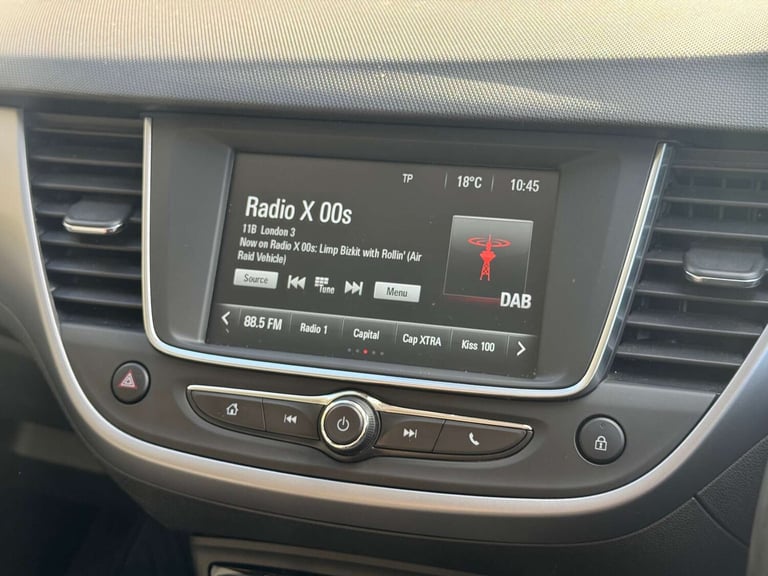 TP 18°C 10:45
Radio X 00s
11B London 3
Now on Radio X 00s: Limp Bizkit with Rollin' (Air
Raid Vehicle)
Source Tune Menu
DAB
88.5 FM Radio 1 Capital Cap XTRA Kiss 100